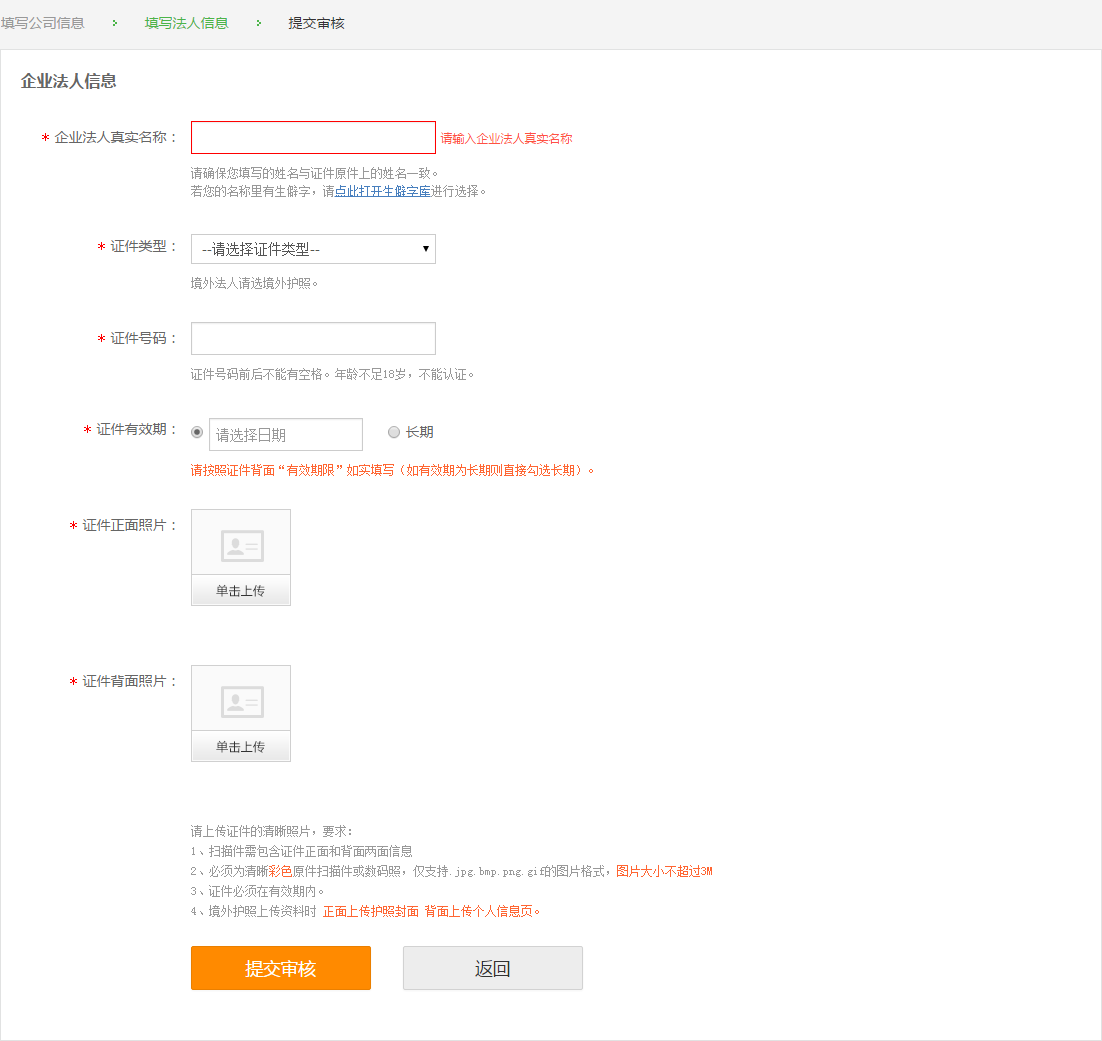 填写公司信息 填写法人信息 提交审核
企业法人信息
* 企业法人真实名称： 请输入企业法人真实名称
请确保您填写的姓名与证件原件上的姓名一致。
若您的名称里有生僻字，请点此打开生僻字库进行选择。
* 证件类型： --请选择证件类型--
境外法人请选境外护照。
* 证件号码：
证件号码前后不能有空格。年龄不足18岁，不能认证。
* 证件有效期： 请选择日期 长期
请按照证件背面“有效期限”如实填写（如有效期为长期则直接勾选长期）。
* 证件正面照片：
单击上传
* 证件背面照片：
单击上传
请上传证件的清晰照片，要求：
1、扫描件需包含证件正面和背面两面信息
2、必须为清晰彩色原件扫描件或数码照，仅支持.jpg.bmp.png.gif的图片格式，图片大小不超过3M
3、证件必须在有效期内。
4、境外护照上传资料时 正面上传护照封面 背面上传个人信息页。
提交审核 返回